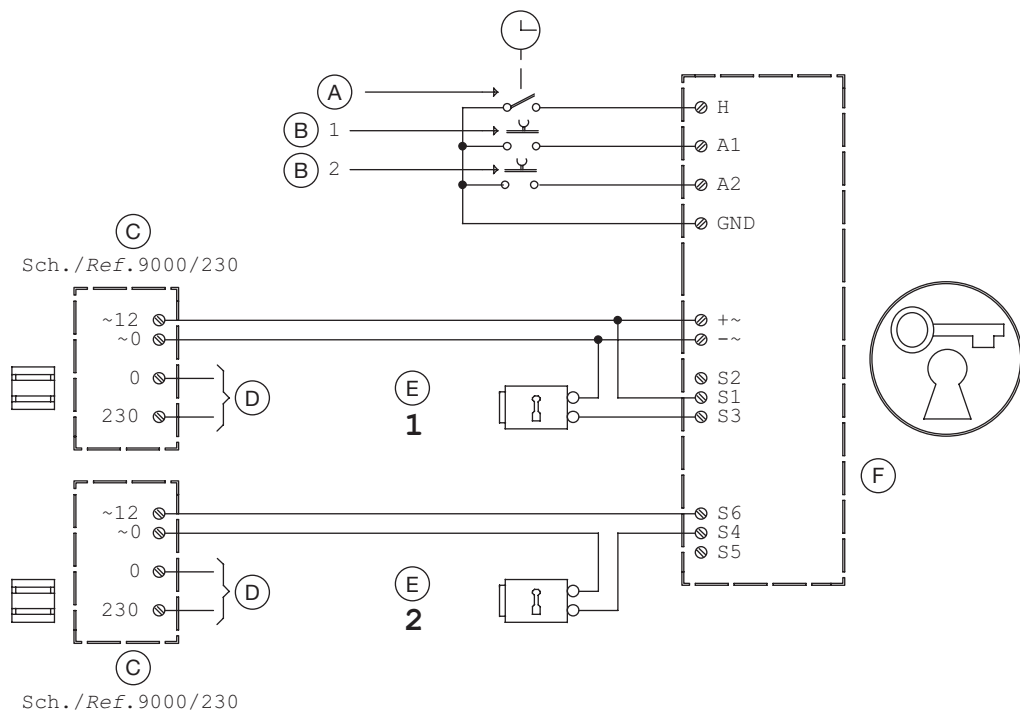 A
H
B 1
A1
B 2
A2
GND
C
Sch./Ref.9000/230
~12
+~
~0
-~
0
D
E
S2
S1
230
1
S3
F
~12
S6
~0
S4
S5
0
D
E
230
2
C
Sch./Ref.9000/230